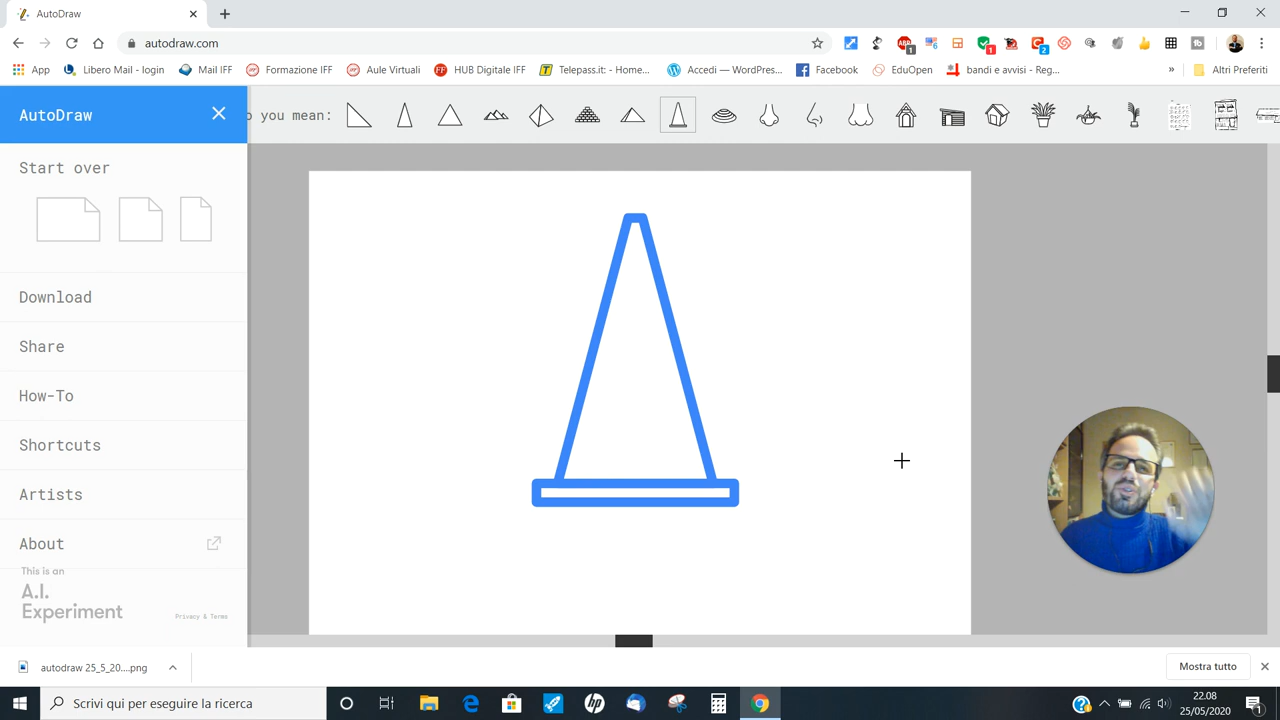 AutoDraw
autodraw.com
App
Libero Mail - login
Mail IFF
Formazione IFF
Aule Virtuali
HUB Digitale IFF
Telepass.it: - Home...
Accedi — WordPres...
Facebook
EduOpen
bandi e avvisi - Reg...
»
Altri Preferiti
AutoDraw
o you mean:
Start over
Download
Share
How-To
Shortcuts
Artists
About
This is an
A.I.
Experiment
Privacy & Terms
autodraw 25_5_20....png
Mostra tutto
Scrivi qui per eseguire la ricerca
22.08
25/05/2020